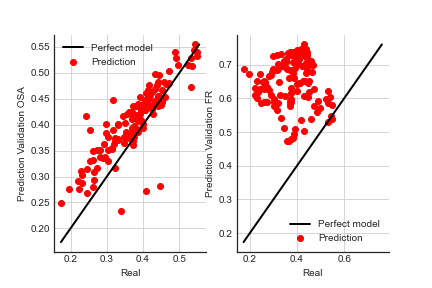 Perfect model
Prediction
0.55
0.50
0.45
0.40
0.35
0.30
0.25
0.20
Prediction Validation OSA
0.2
0.3
0.4
0.5
Real
0.7
0.6
0.5
0.4
0.3
0.2
Prediction Validation FR
Perfect model
Prediction
0.2
0.4
0.6
Real